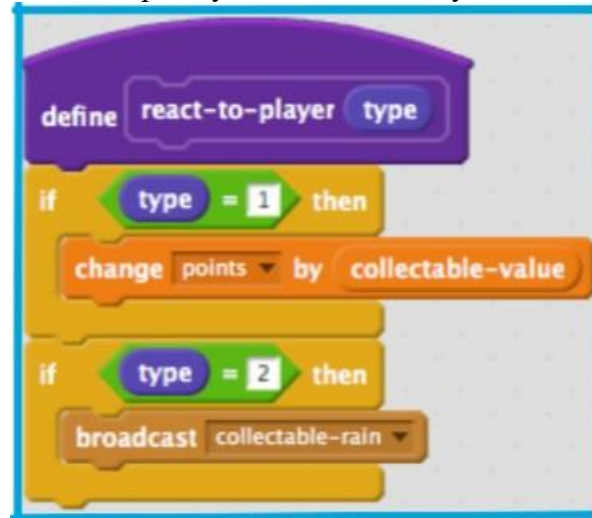 define react-to-player type
if type = 1 then
change points by collectable-value
if type = 2 then
broadcast collectable-rain